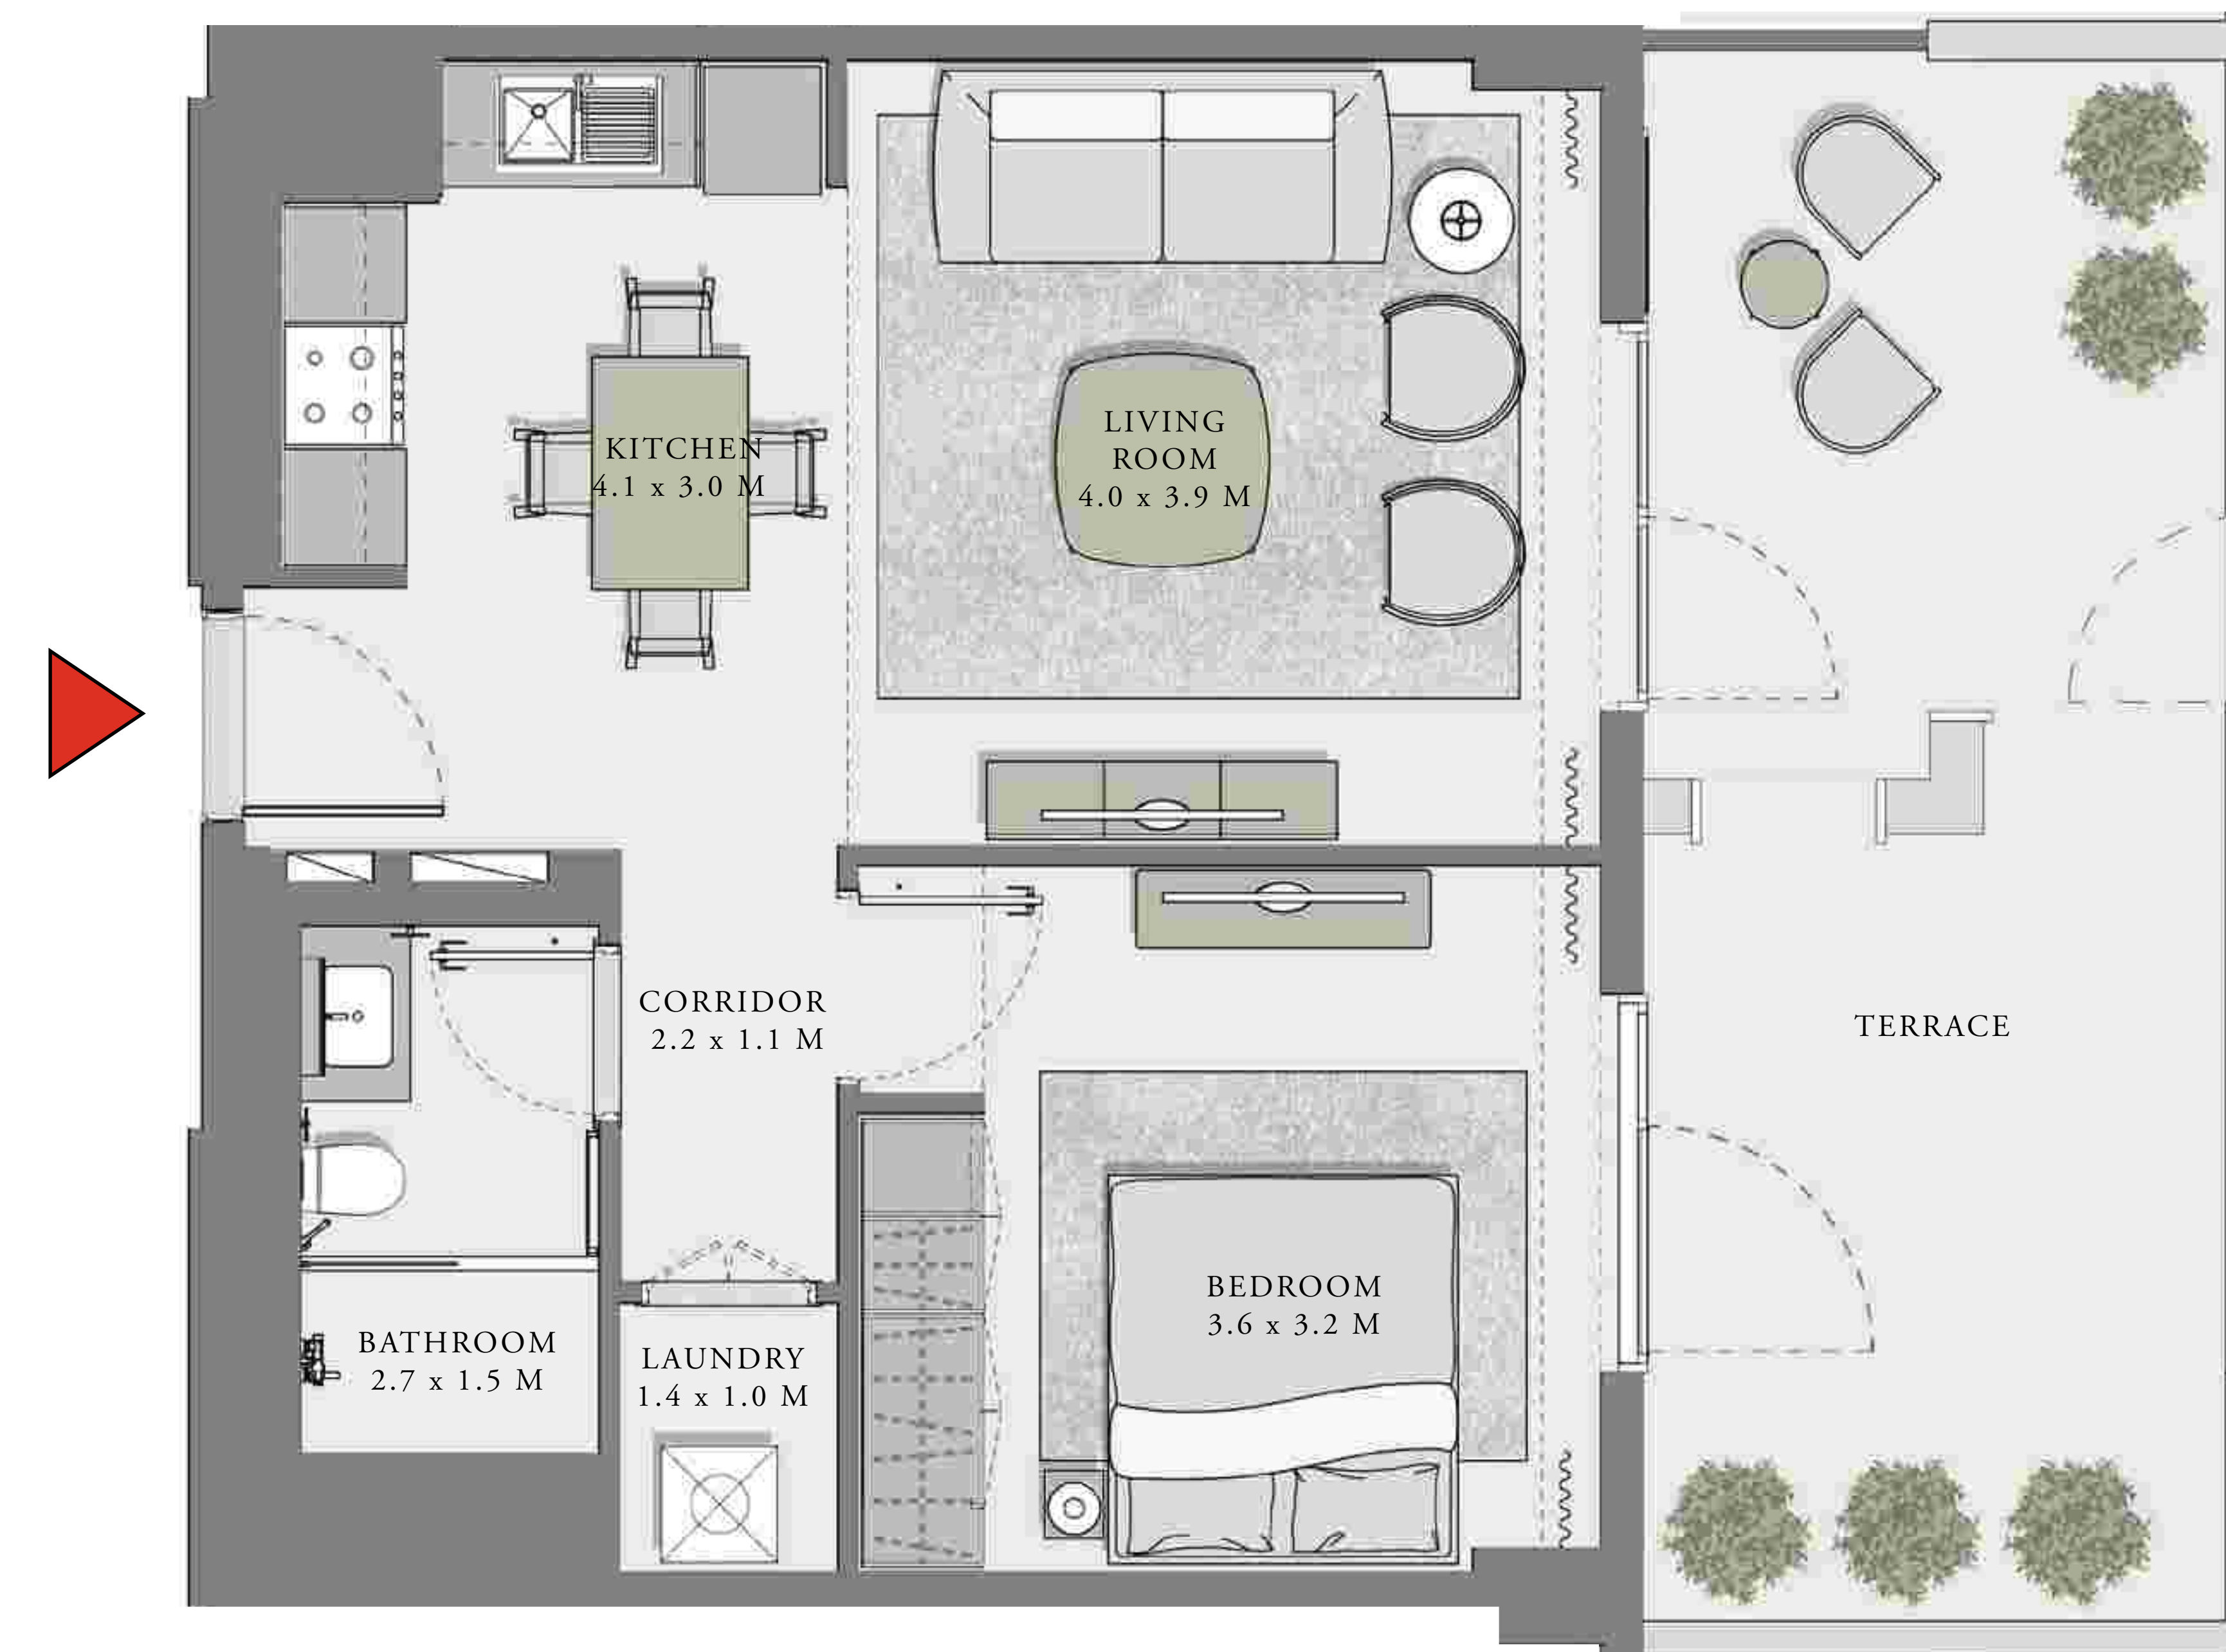 KITCHEN
4.1 x 3.0 M
LIVING
ROOM
4.0 x 3.9 M
CORRIDOR
2.2 x 1.1 M
TERRACE
BEDROOM
3.6 x 3.2 M
BATHROOM
2.7 x 1.5 M
LAUNDRY
1.4 x 1.0 M